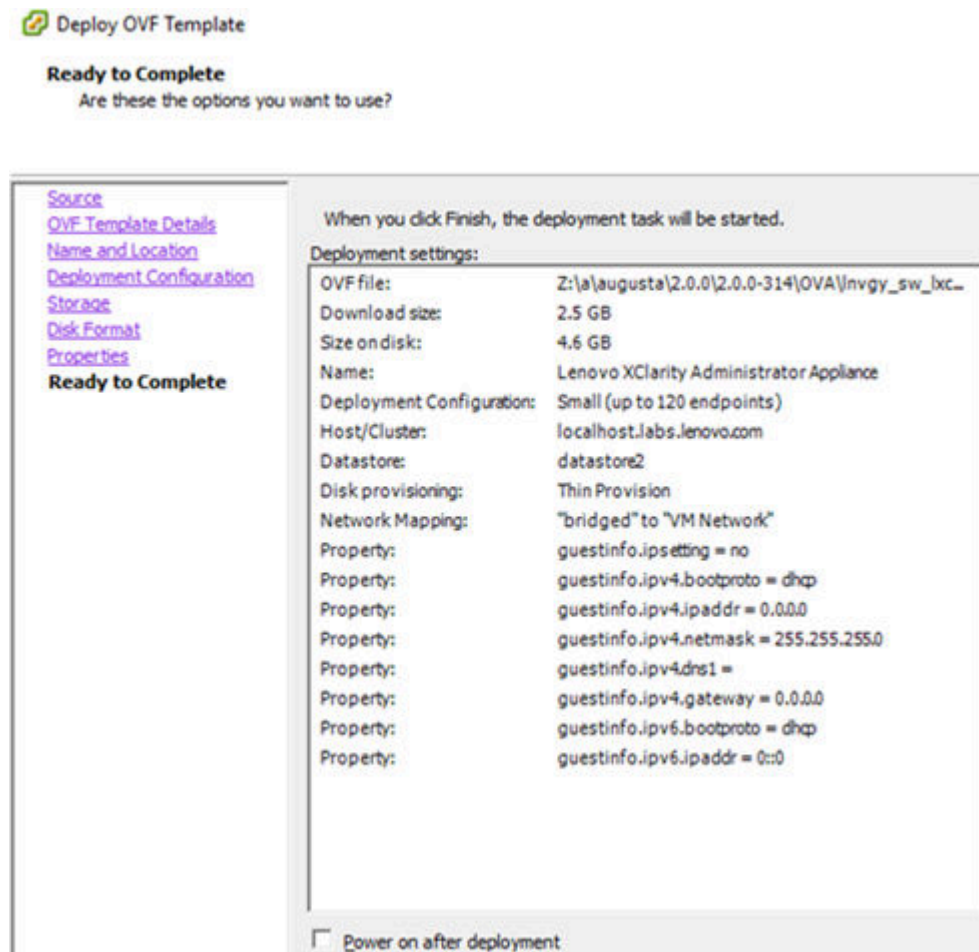 Deploy OVF Template
Ready to Complete
Are these the options you want to use?
Source
OVF Template Details
Name and Location
Deployment Configuration
Storage
Disk Format
Properties
Ready to Complete
When you click Finish, the deployment task will be started.
Deployment settings:
OVF file: Z:\a\augusta\2.0.0\2.0.0-314\OVA\lnvgy_sw_lxc...
Download size: 2.5 GB
Size on disk: 4.6 GB
Name: Lenovo XClarity Administrator Appliance
Deployment Configuration: Small (up to 120 endpoints)
Host/Cluster: localhost.labs.lenovo.com
Datastore: datastore2
Disk provisioning: Thin Provision
Network Mapping: "bridged" to "VM Network"
Property: guestinfo.ipsetting = no
Property: guestinfo.ipv4.bootproto = dhcp
Property: guestinfo.ipv4.ipaddr = 0.0.0.0
Property: guestinfo.ipv4.netmask = 255.255.255.0
Property: guestinfo.ipv4.dns1 =
Property: guestinfo.ipv4.gateway = 0.0.0.0
Property: guestinfo.ipv6.bootproto = dhcp
Property: guestinfo.ipv6.ipaddr = 0::0
Power on after deployment